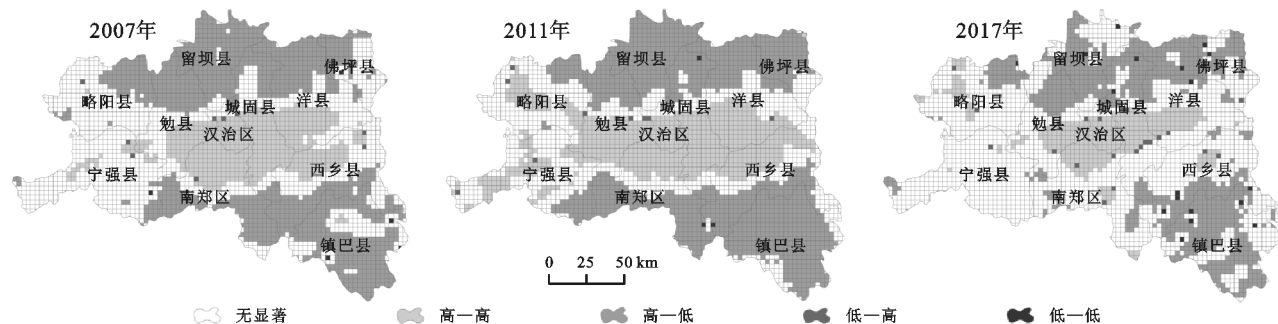 2007年
留坝县
佛坪县
略阳县
城固县
洋县
勉县
汉治区
宁强县
西乡县
南郑区
镇巴县
2011年
留坝县
佛坪县
略阳县
城固县
洋县
勉县
汉治区
宁强县
西乡县
南郑区
镇巴县
2017年
留坝县
佛坪县
略阳县
城固县
洋县
勉县
汉治区
宁强县
西乡县
南郑区
镇巴县
0 25 50 km
无显著 高—高 高—低 低—高 低—低